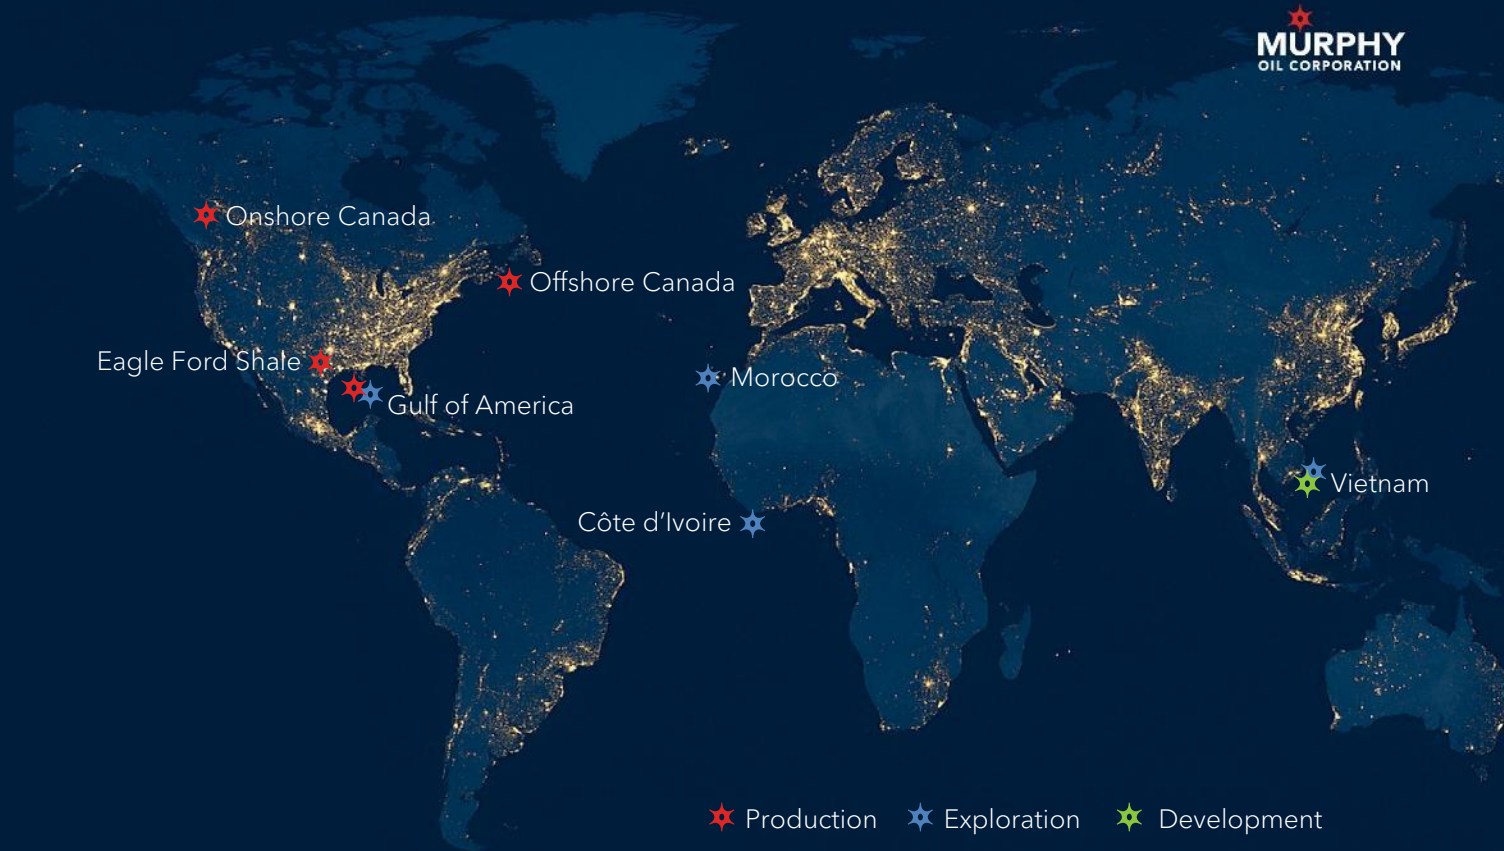 MURPHY
OIL CORPORATION
Onshore Canada
Offshore Canada
Eagle Ford Shale
Gulf of America
Morocco
Vietnam
Côte d’Ivoire
Production
Exploration
Development